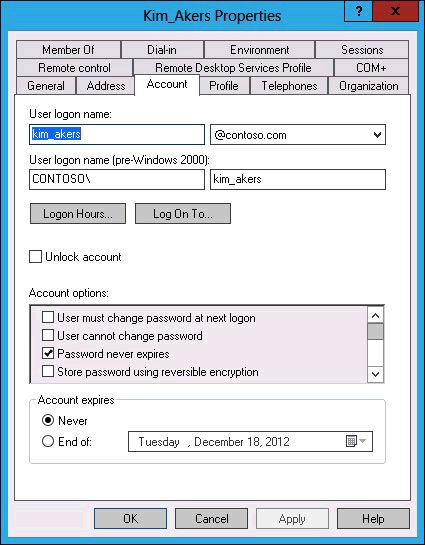 Kim_Akers Properties
? X
Member Of Dial-in Environment Sessions
Remote control Remote Desktop Services Profile COM+
General Address Account Profile Telephones Organization
User logon name:
kim_akers @contoso.com
User logon name (pre-Windows 2000):
CONTOSO\ kim_akers
Logon Hours... Log On To...
Unlock account
Account options:
User must change password at next logon
User cannot change password
Password never expires
Store password using reversible encryption
Account expires
Never
End of: Tuesday , December 18, 2012
OK Cancel Apply Help